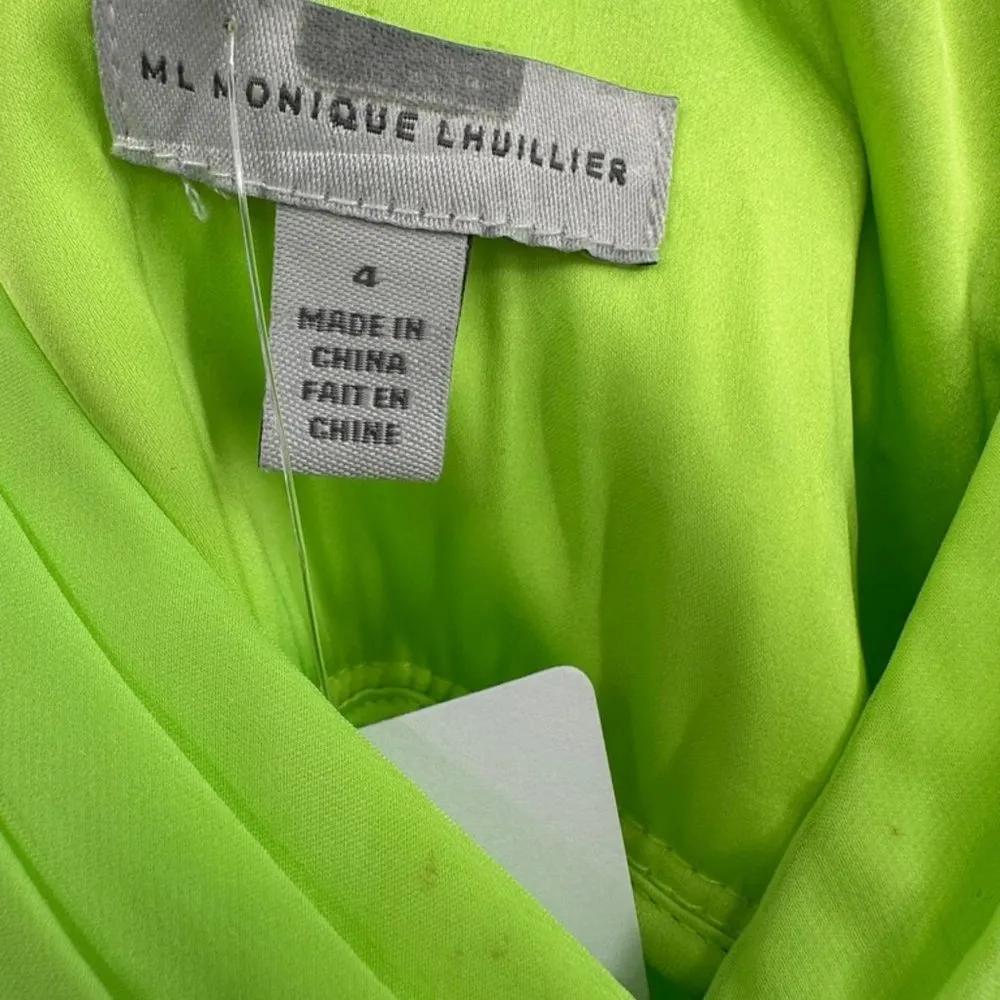 ML MONIQUE LHUILLIER
4
MADE IN
CHINA
FAIT EN
CHINE